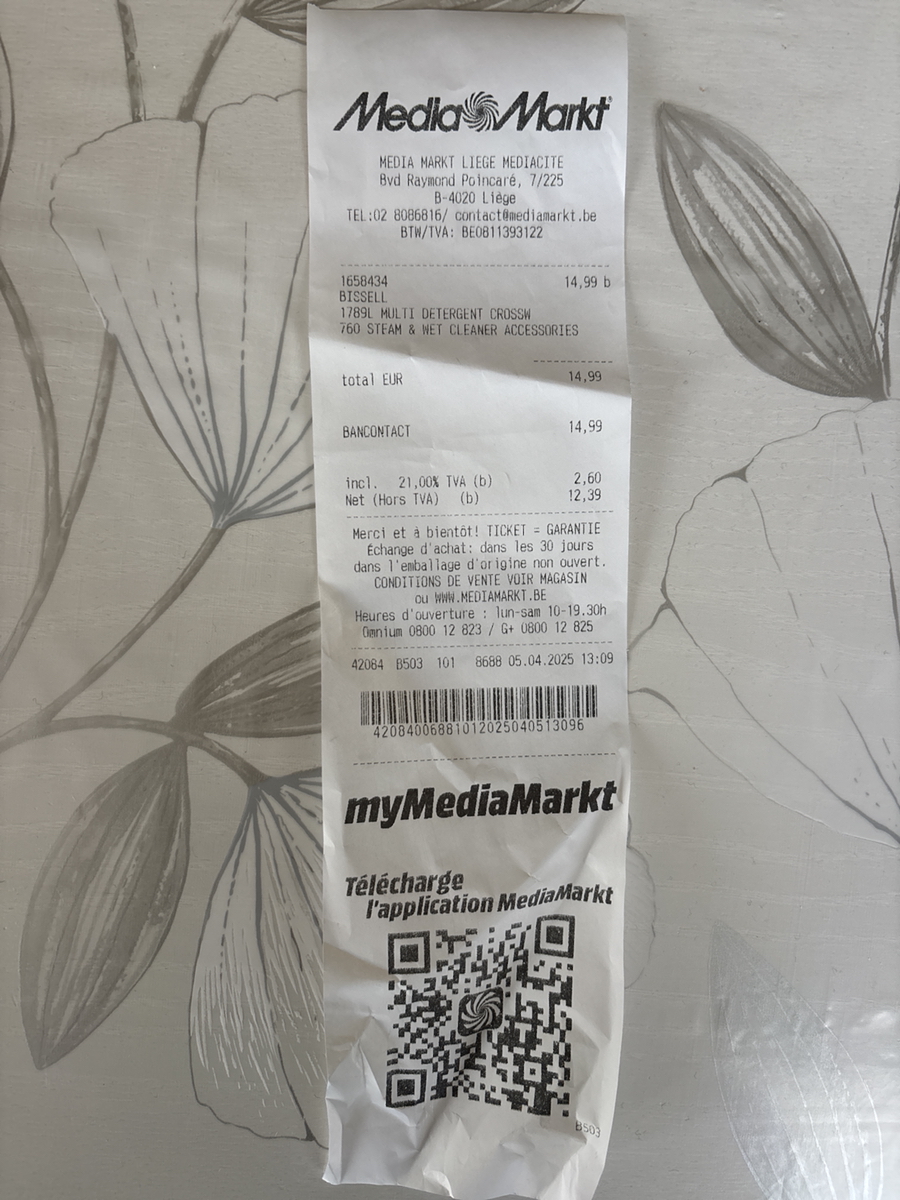 Media Markt
MEDIA MARKT LIEGE MEDIACITE
Bvd Raymond Poincaré, 7/225
B-4020 Liège
TEL:02 8086816/ contact@mediamarkt.be
BTW/TVA: BE0811393122
1658434 14,99 b
BISSELL
1789L MULTI DETERGENT CROSSW
760 STEAM & WET CLEANER ACCESSORIES
total EUR 14,99
BANCONTACT 14,99
incl. 21,00% TVA (b) 2,60
Net (Hors TVA) (b) 12,39
Merci et à bientôt! TICKET = GARANTIE
Échange d'achat: dans les 30 jours
dans l'emballage d'origine non ouvert.
CONDITIONS DE VENTE VOIR MAGASIN
ou WWW.MEDIAMARKT.BE
Heures d'ouverture : lun-sam 10-19.30h
Omnium 0800 12 823 / G+ 0800 12 825
42084 B503 101 8688 05.04.2025 13:09
42084006881012025040513096
myMediaMarkt
Télécharge
l'application MediaMarkt
B503